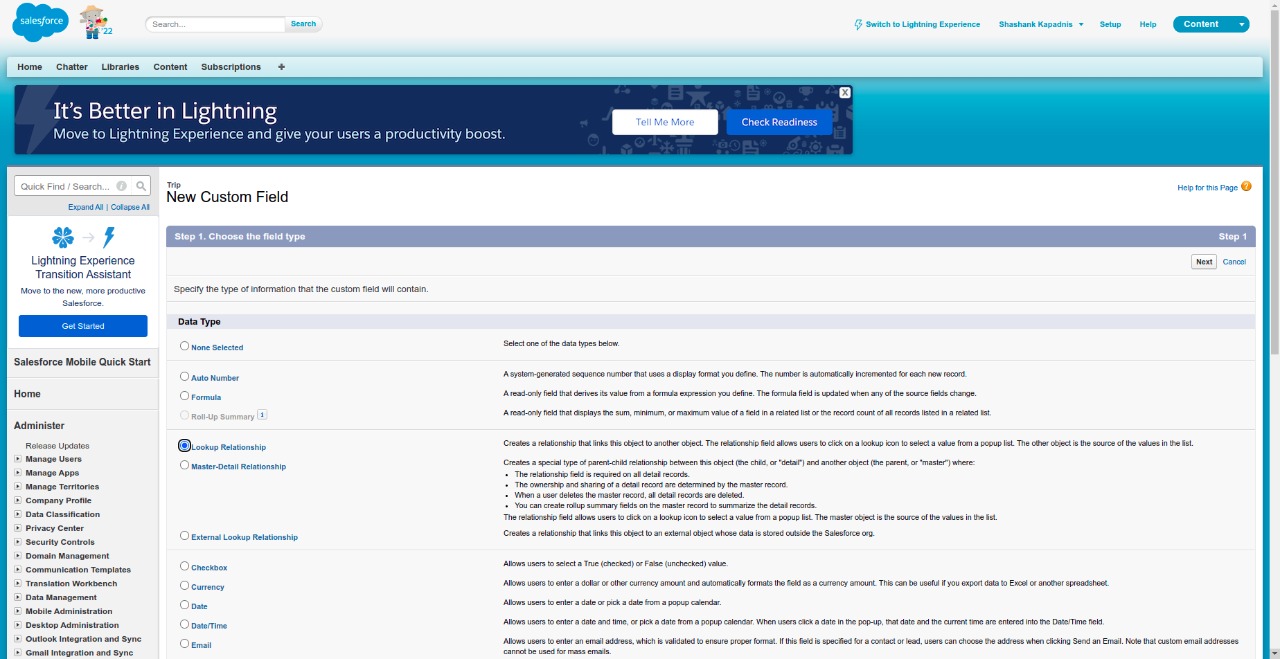 salesforce
'22
Search...
Search
Switch to Lightning Experience
Shashank Kapadnis
Setup
Help
Content
Home
Chatter
Libraries
Content
Subscriptions
+
It's Better in Lightning
Move to Lightning Experience and give your users a productivity boost.
Tell Me More
Check Readiness
X
Quick Find / Search...
Expand All | Collapse All
Lightning Experience
Transition Assistant
Move to the new, more productive
Salesforce.
Get Started
Salesforce Mobile Quick Start
Home
Administer
Release Updates
Manage Users
Manage Apps
Manage Territories
Company Profile
Data Classification
Privacy Center
Security Controls
Domain Management
Communication Templates
Translation Workbench
Data Management
Mobile Administration
Desktop Administration
Outlook Integration and Sync
Gmail Integration and Sync
Trip
New Custom Field
Help for this Page ?
Step 1. Choose the field type
Step 1
Next
Cancel
Specify the type of information that the custom field will contain.
Data Type
None Selected
Select one of the data types below.
Auto Number
A system-generated sequence number that uses a display format you define. The number is automatically incremented for each new record.
Formula
A read-only field that derives its value from a formula expression you define. The formula field is updated when any of the source fields change.
Roll-Up Summary 1
A read-only field that displays the sum, minimum, or maximum value of a field in a related list or the record count of all records listed in a related list.
Lookup Relationship
Creates a relationship that links this object to another object. The relationship field allows users to click on a lookup icon to select a value from a popup list. The other object is the source of the values in the list.
Master-Detail Relationship
Creates a special type of parent-child relationship between this object (the child, or "detail") and another object (the parent, or "master") where:
• The relationship field is required on all detail records.
• The ownership and sharing of a detail record are determined by the master record.
• When a user deletes the master record, all detail records are deleted.
• You can create rollup summary fields on the master record to summarize the detail records.
The relationship field allows users to click on a lookup icon to select a value from a popup list. The master object is the source of the values in the list.
External Lookup Relationship
Creates a relationship that links this object to an external object whose data is stored outside the Salesforce org.
Checkbox
Allows users to select a True (checked) or False (unchecked) value.
Currency
Allows users to enter a dollar or other currency amount and automatically formats the field as a currency amount. This can be useful if you export data to Excel or another spreadsheet.
Date
Allows users to enter a date or pick a date from a popup calendar.
Date/Time
Allows users to enter a date and time, or pick a date from a popup calendar. When users click a date in the pop-up, that date and the current time are entered into the Date/Time field.
Email
Allows users to enter an email address, which is validated to ensure proper format. If this field is specified for a contact or lead, users can choose the address when clicking Send an Email. Note that custom email addresses
cannot be used for mass emails.